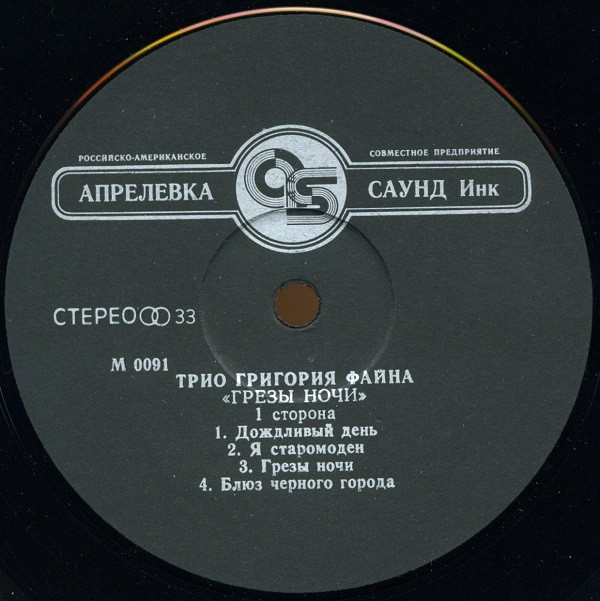 РОССИЙСКО-АМЕРИКАНСКОЕ СОВМЕСТНОЕ ПРЕДПРИЯТИЕ
АПРЕЛЕВКА САУНД Инк
СТЕРЕО 33
М 0091
ТРИО ГРИГОРИЯ ФАЙНА
«ГРЕЗЫ НОЧИ»
1 сторона
1. Дождливый день
2. Я старомоден
3. Грезы ночи
4. Блюз черного города